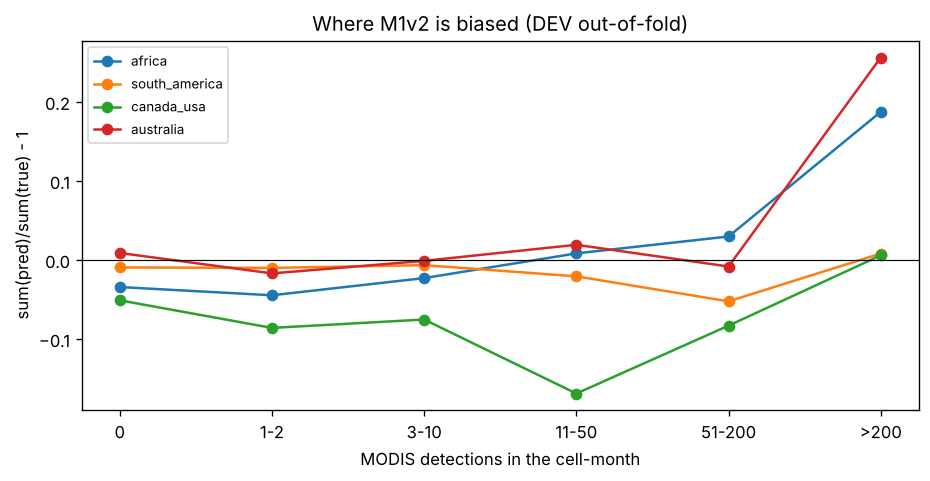 Where M1v2 is biased (DEV out-of-fold)
africa
south_america
canada_usa
australia
sum(pred)/sum(true) - 1
0.2
0.1
0.0
−0.1
0
1-2
3-10
11-50
51-200
>200
MODIS detections in the cell-month